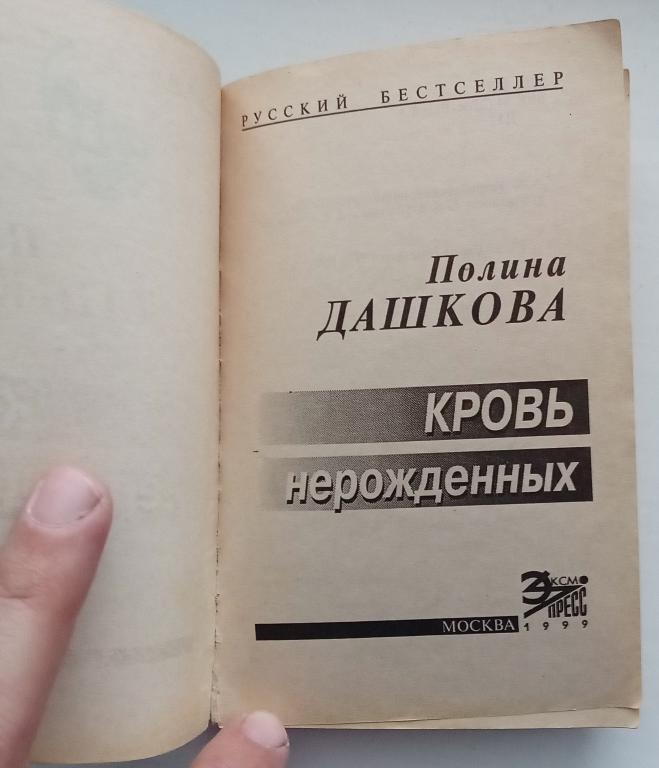 РУССКИЙ БЕСТСЕЛЛЕР
Полина
ДАШКОВА
КРОВЬ
нерожденных
ЭКСМО
ПРЕСС
МОСКВА 1999